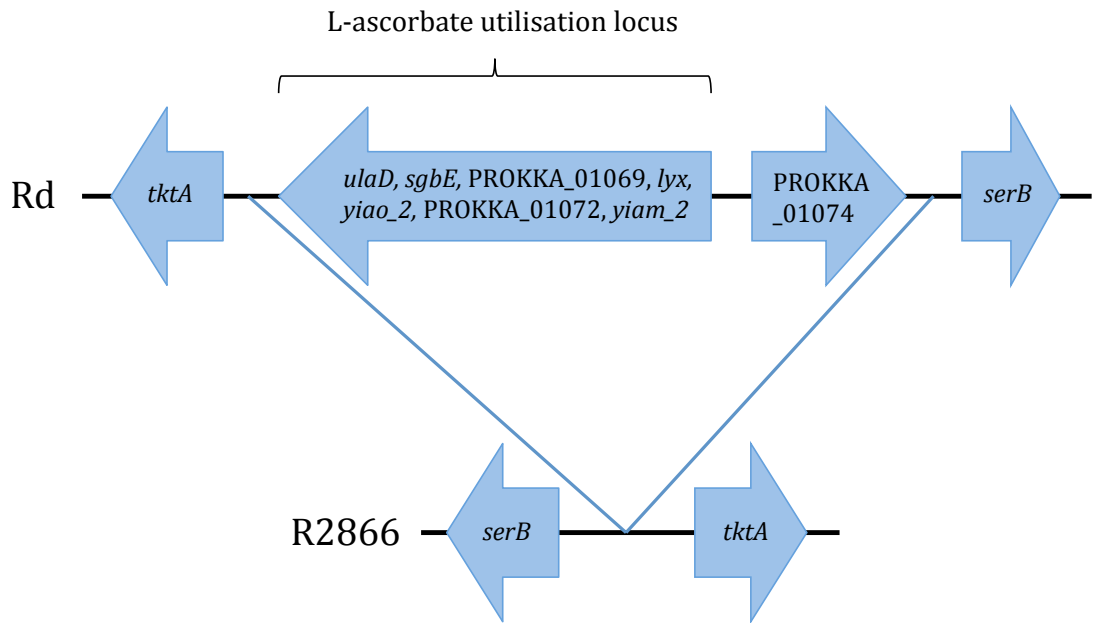 L-ascorbate utilisation locus
Rd
tktA
ulaD, sgbE, PROKKA_01069, lyx,
yiao_2, PROKKA_01072, yiam_2
PROKKA
_01074
serB
R2866
serB
tktA